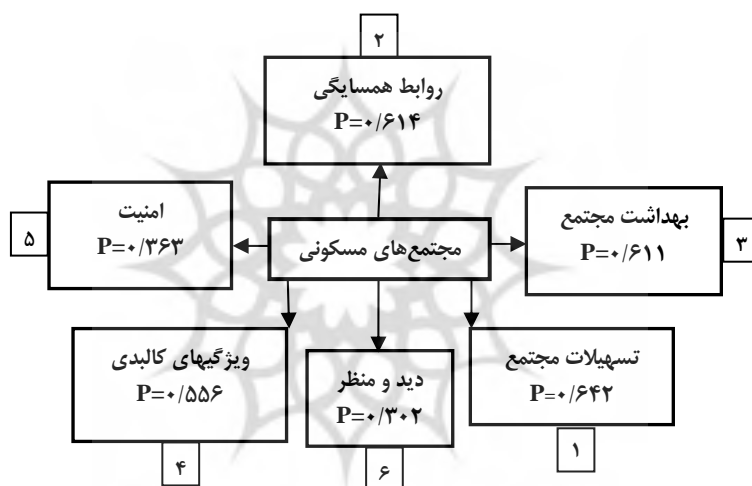 ۲
روابط همسایگی
P=۰/۶۱۴
امنیت
P=۰/۳۶۳
۵
مجتمع‌های مسکونی
بهداشت مجتمع
P=۰/۶۱۱
۳
ویژگیهای کالبدی
P=۰/۵۵۶
۴
دید و منظر
P=۰/۳۰۲
۶
تسهیلات مجتمع
P=۰/۶۴۲
۱